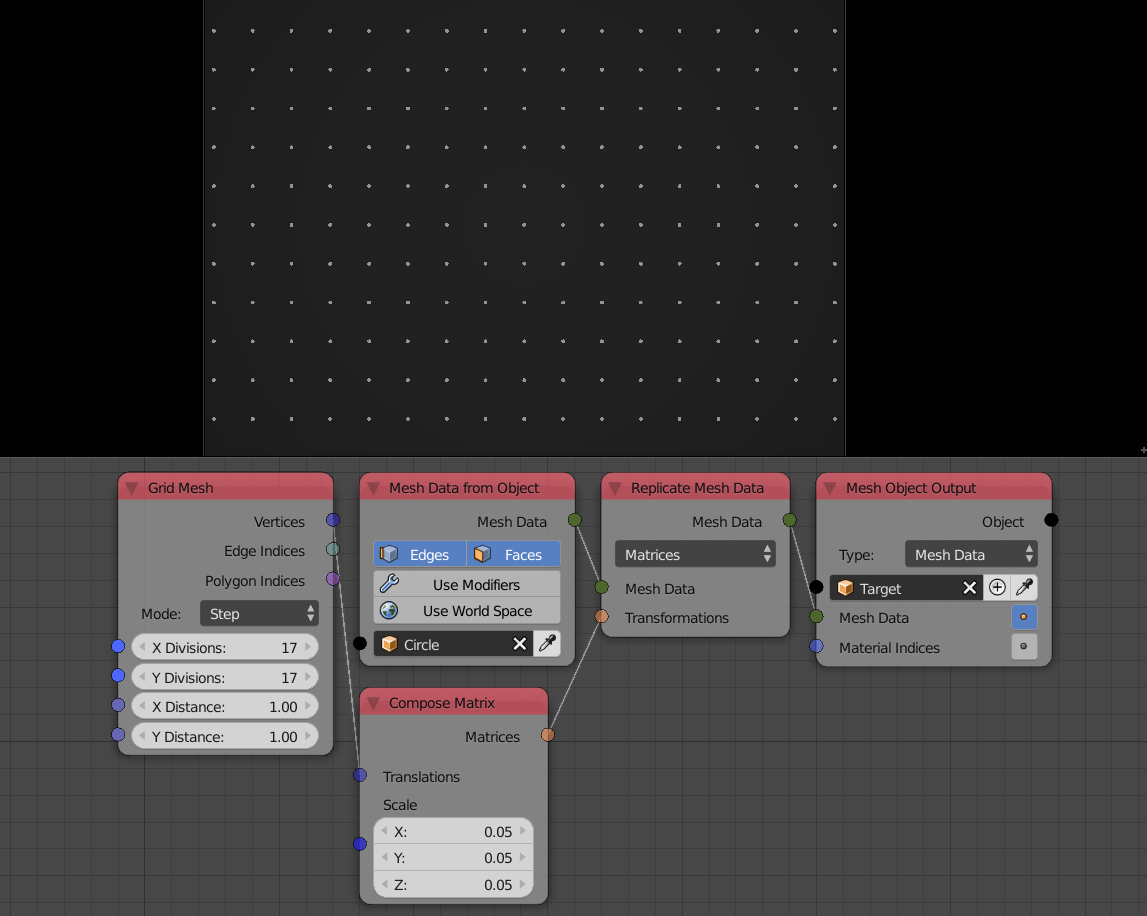 Grid Mesh
Vertices
Edge Indices
Polygon Indices
Mode: Step
X Divisions: 17
Y Divisions: 17
X Distance: 1.00
Y Distance: 1.00
Mesh Data from Object
Mesh Data
Edges Faces
Use Modifiers
Use World Space
Circle
Compose Matrix
Matrices
Translations
Scale
X: 0.05
Y: 0.05
Z: 0.05
Replicate Mesh Data
Mesh Data
Matrices
Mesh Data
Transformations
Mesh Object Output
Object
Type: Mesh Data
Target
Mesh Data
Material Indices